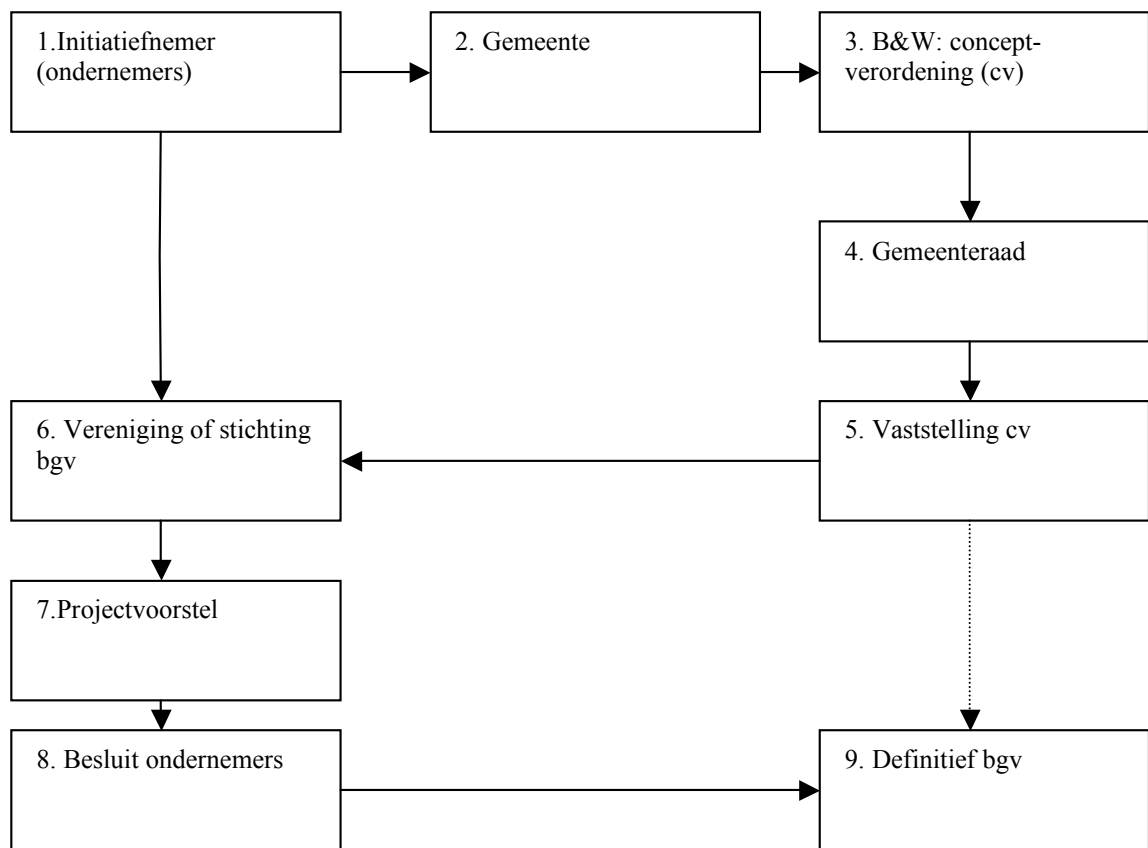 1.Initiatiefnemer
(ondernemers)
2. Gemeente
3. B&W: concept-
verordening (cv)
4. Gemeenteraad
5. Vaststelling cv
6. Vereniging of stichting
bgv
7.Projectvoorstel
8. Besluit ondernemers
9. Definitief bgv